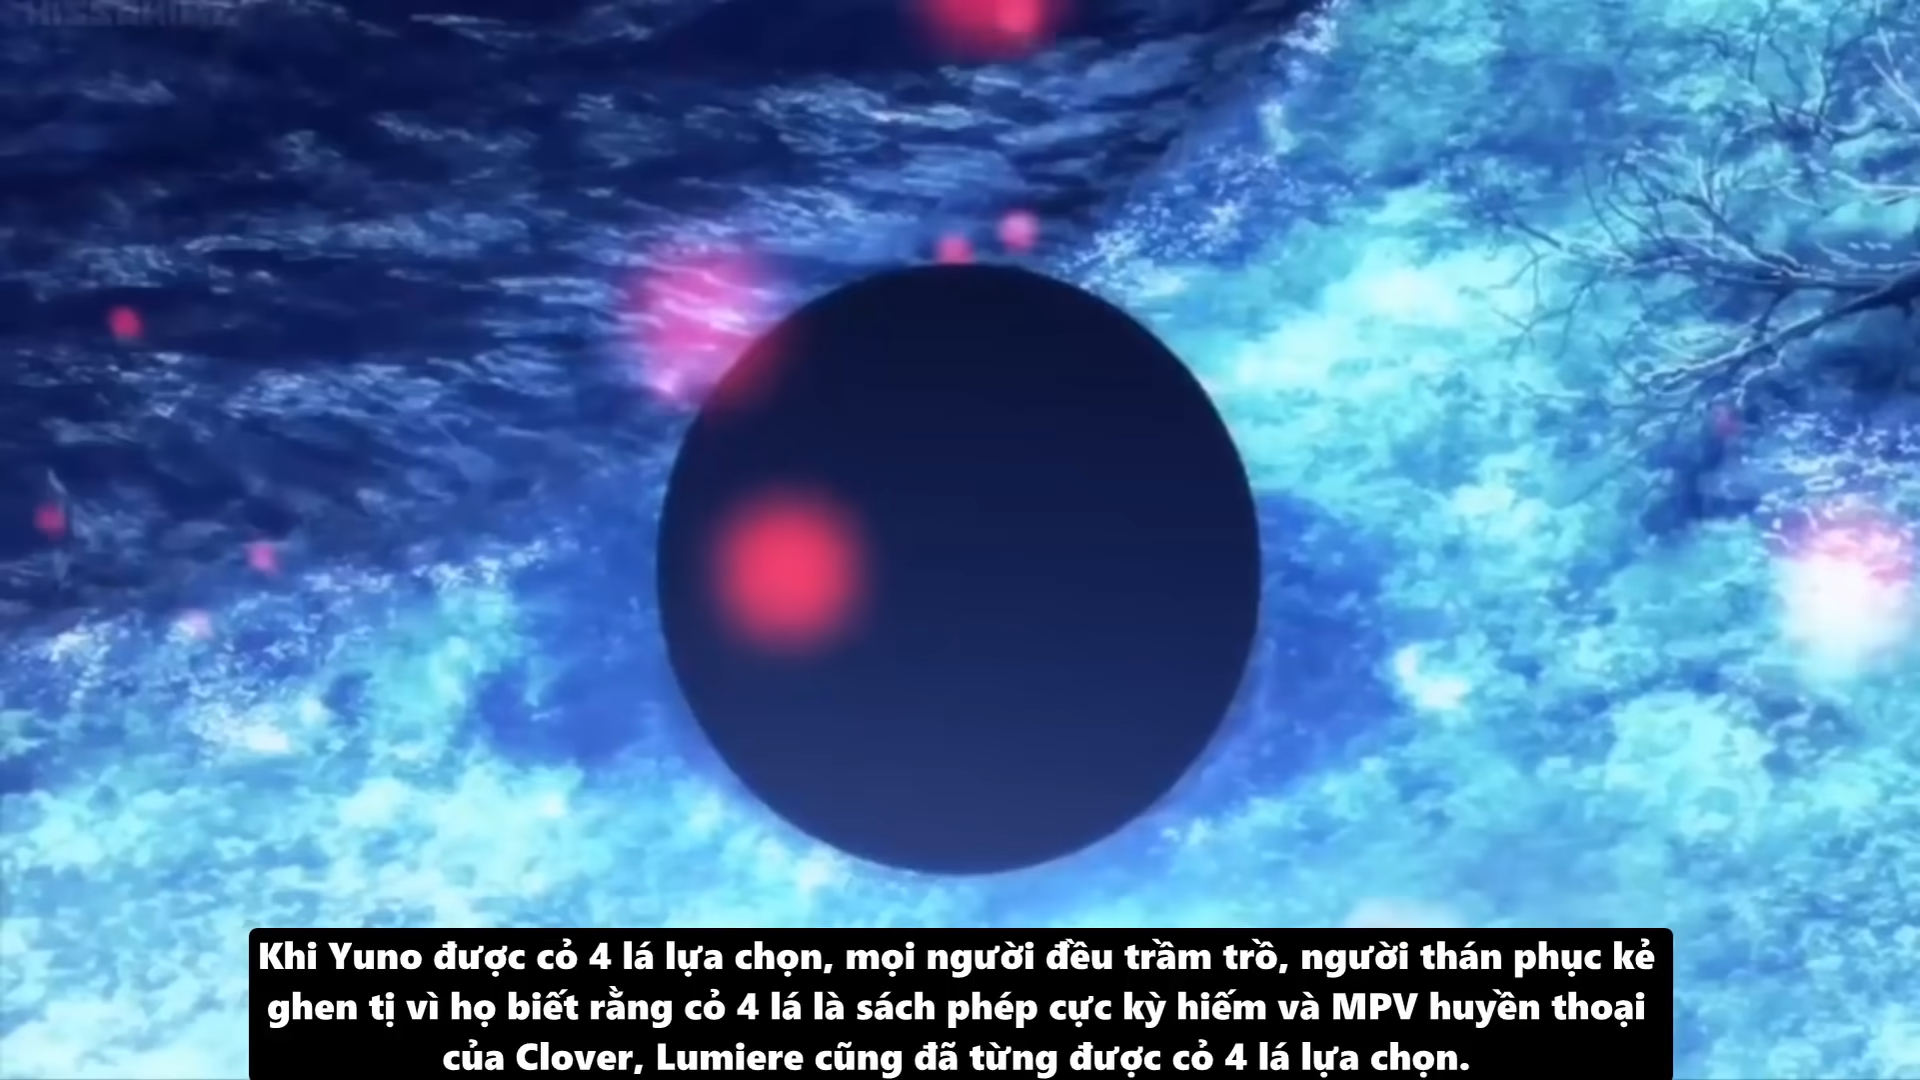 Khi Yuno được cỏ 4 lá lựa chọn, mọi người đều trầm trồ, người thán phục kẻ
ghen tị vì họ biết rằng cỏ 4 lá là sách phép cực kỳ hiếm và MPV huyền thoại
của Clover, Lumiere cũng đã từng được cỏ 4 lá lựa chọn.